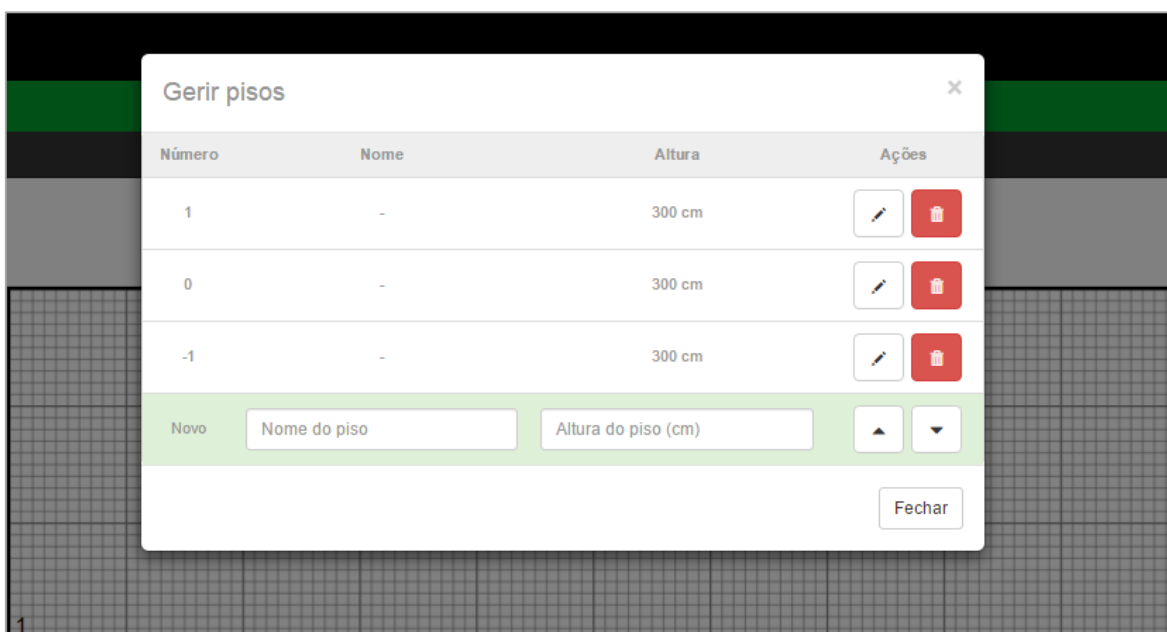 Gerir pisos ×
Número Nome Altura Ações
1 - 300 cm
0 - 300 cm
-1 - 300 cm
Novo Nome do piso Altura do piso (cm)
Fechar
1